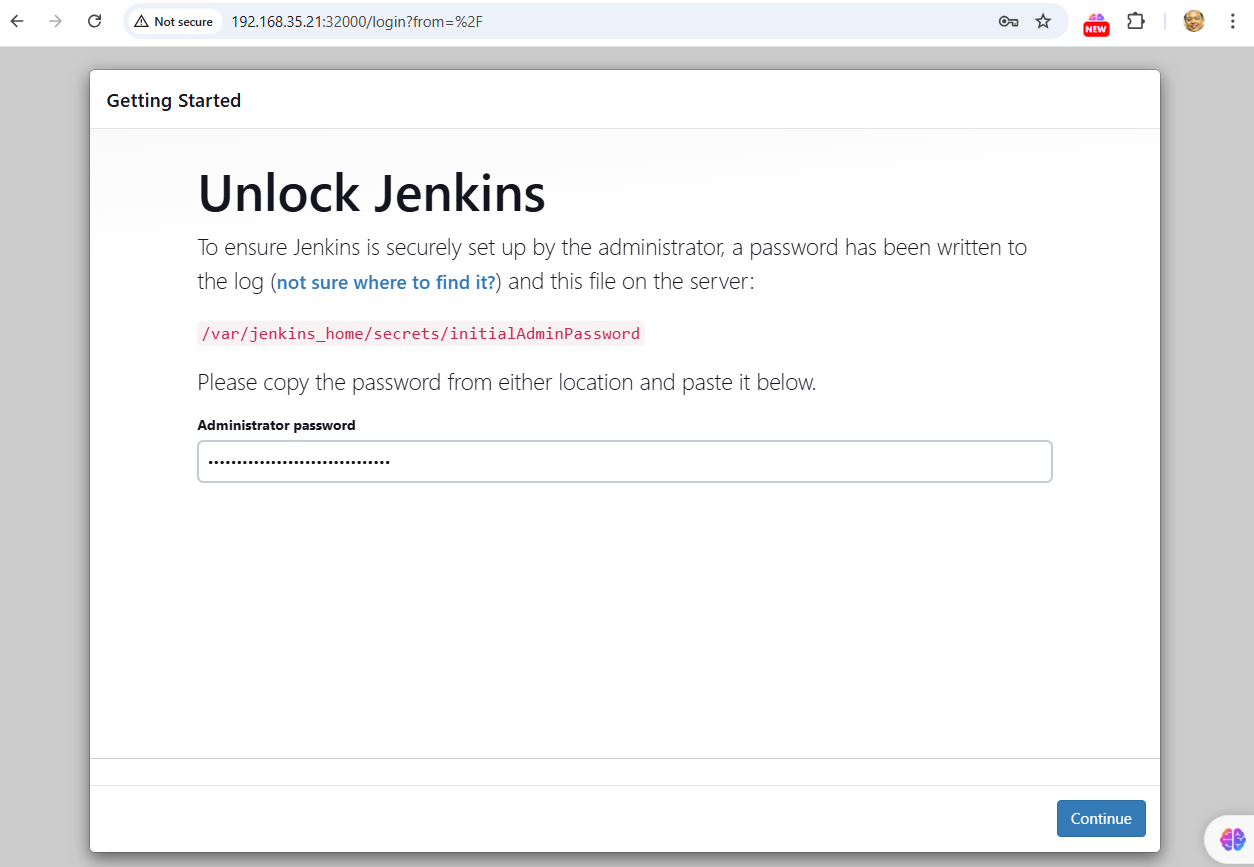 Not secure 192.168.35.21:32000/login?from=%2F
NEW
Getting Started
Unlock Jenkins
To ensure Jenkins is securely set up by the administrator, a password has been written to
the log (not sure where to find it?) and this file on the server:
/var/jenkins_home/secrets/initialAdminPassword
Please copy the password from either location and paste it below.
Administrator password
••••••••••••••••••••••••••••••••
Continue